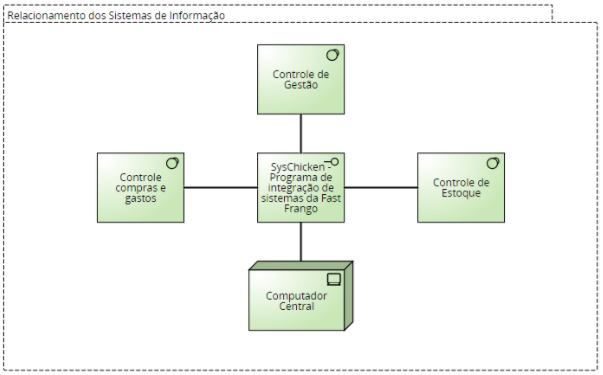 Relacionamento dos Sistemas de Informação
Controle de
Gestão
Controle
compras e
gastos
SysChicken -
Programa de
integração de
sistemas da Fast
Frango
Controle de
Estoque
Computador
Central